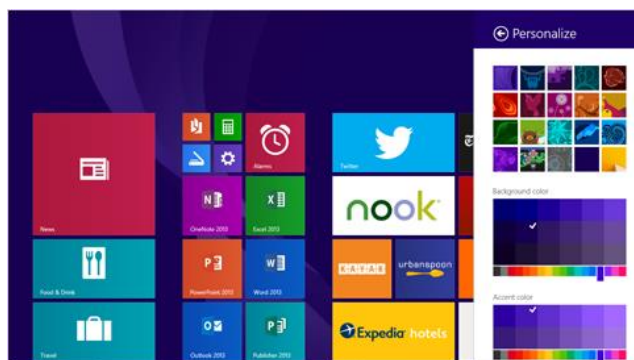 Personalize
News
Alarms
Twitter
OneNote 2013
Excel 2013
nook
Food & Drink
PowerPoint 2013
Word 2013
KAYAK
urbanspoon
Travel
Outlook 2013
Publisher 2013
Expedia hotels
Background color
Accent color